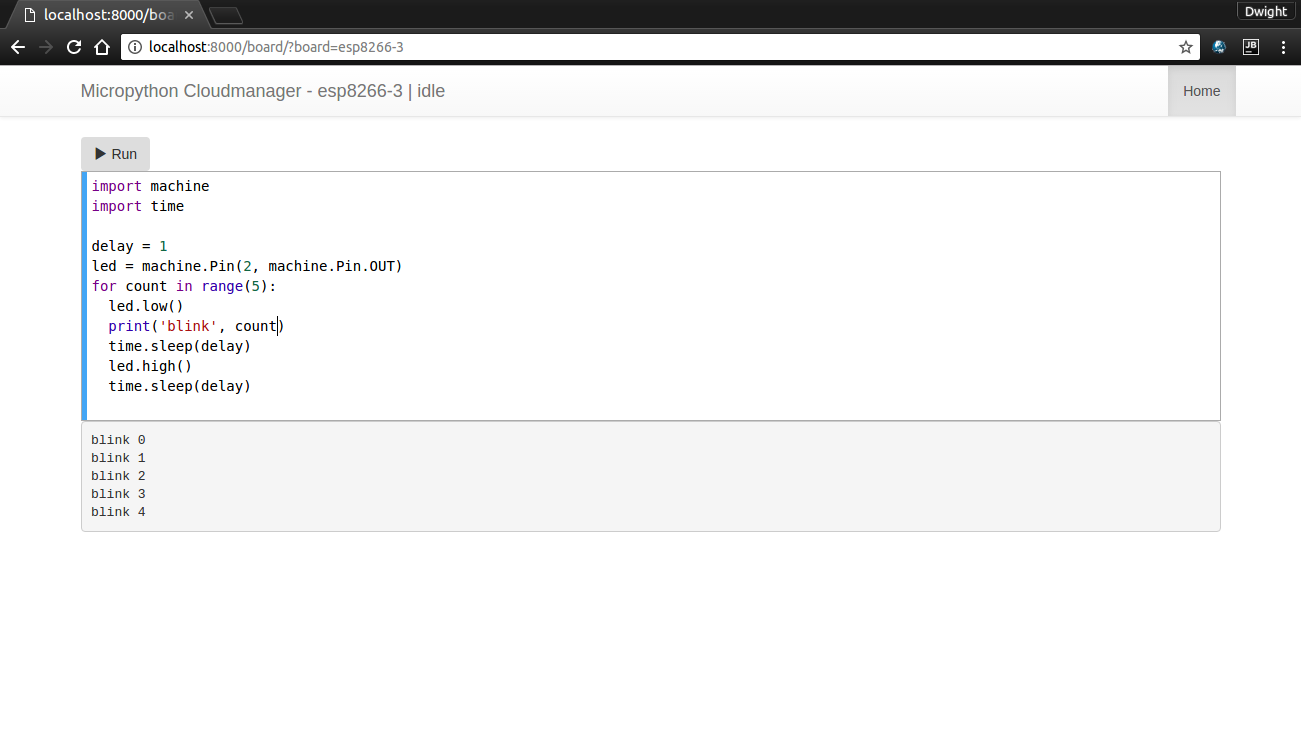 localhost:8000/boa
Dwight
localhost:8000/board/?board=esp8266-3
JB
Micropython Cloudmanager - esp8266-3 | idle
Home
Run
import machine
import time
delay = 1
led = machine.Pin(2, machine.Pin.OUT)
for count in range(5):
  led.low()
  print('blink', count)
  time.sleep(delay)
  led.high()
  time.sleep(delay)
blink 0
blink 1
blink 2
blink 3
blink 4